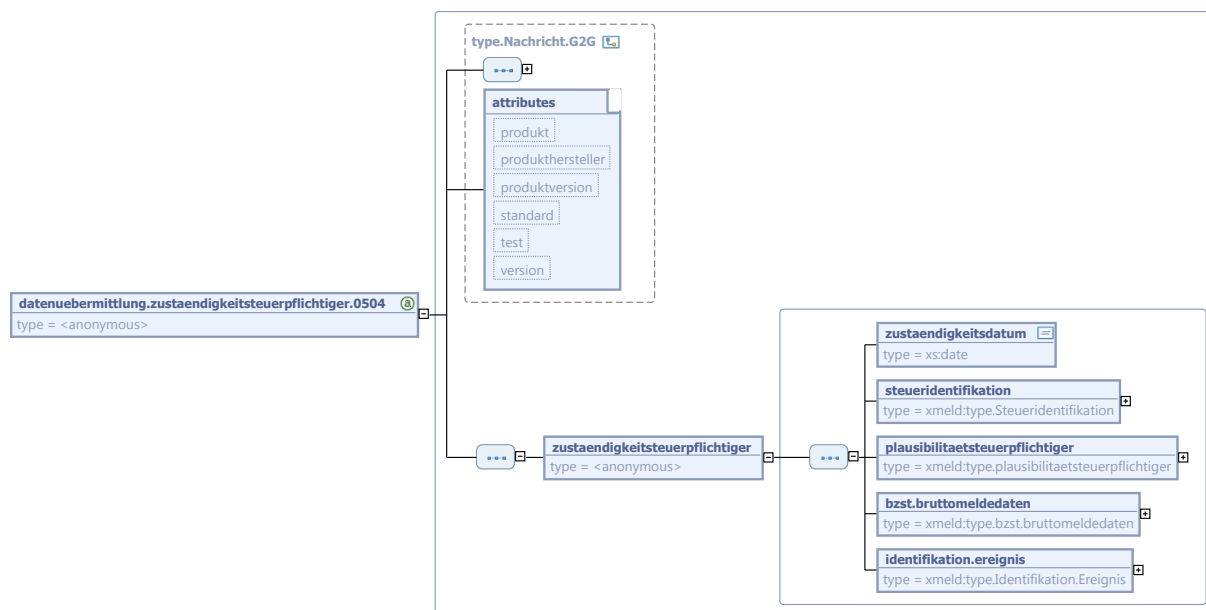 type.Nachricht.G2G
attributes
produkt
produkthersteller
produktversion
standard
test
version
datenuebermittlung.zustaendigkeitsteuerpflichtiger.0504
type = <anonymous>
zustaendigkeitsteuerpflichtiger
type = <anonymous>
zustaendigkeitsdatum
type = xs:date
steueridentifikation
type = xmeld:type.Steueridentifikation
plausibilitaetsteuerpflichtiger
type = xmeld:type.plausibilitaetsteuerpflichtiger
bzst.bruttomeldedaten
type = xmeld:type.bzst.bruttomeldedaten
identifikation.ereignis
type = xmeld:type.Identifikation.Ereignis